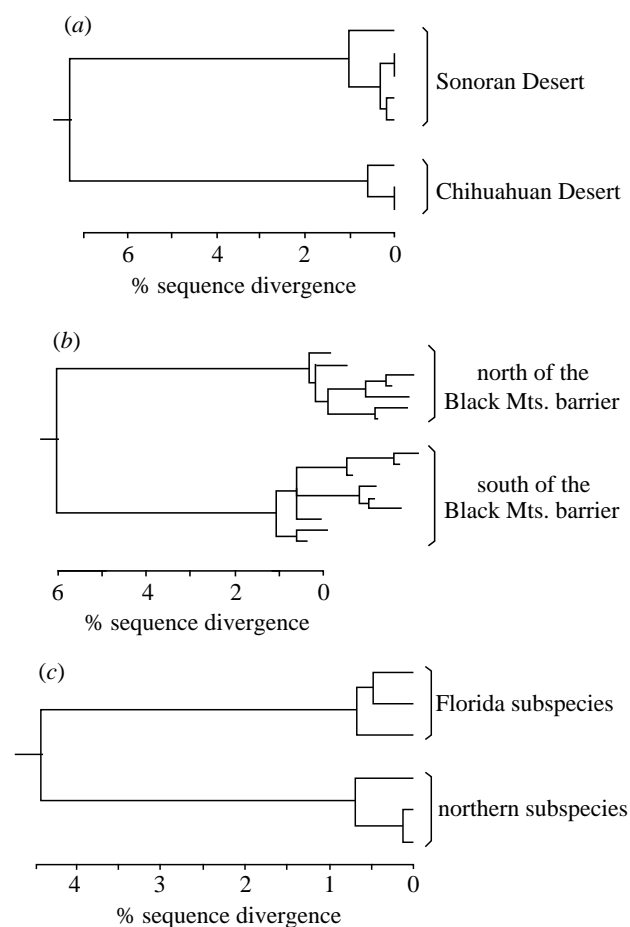 (a)
Sonoran Desert
Chihuahuan Desert
6 4 2 0
% sequence divergence
(b)
north of the
Black Mts. barrier
south of the
Black Mts. barrier
6 4 2 0
% sequence divergence
(c)
Florida subspecies
northern subspecies
4 3 2 1 0
% sequence divergence